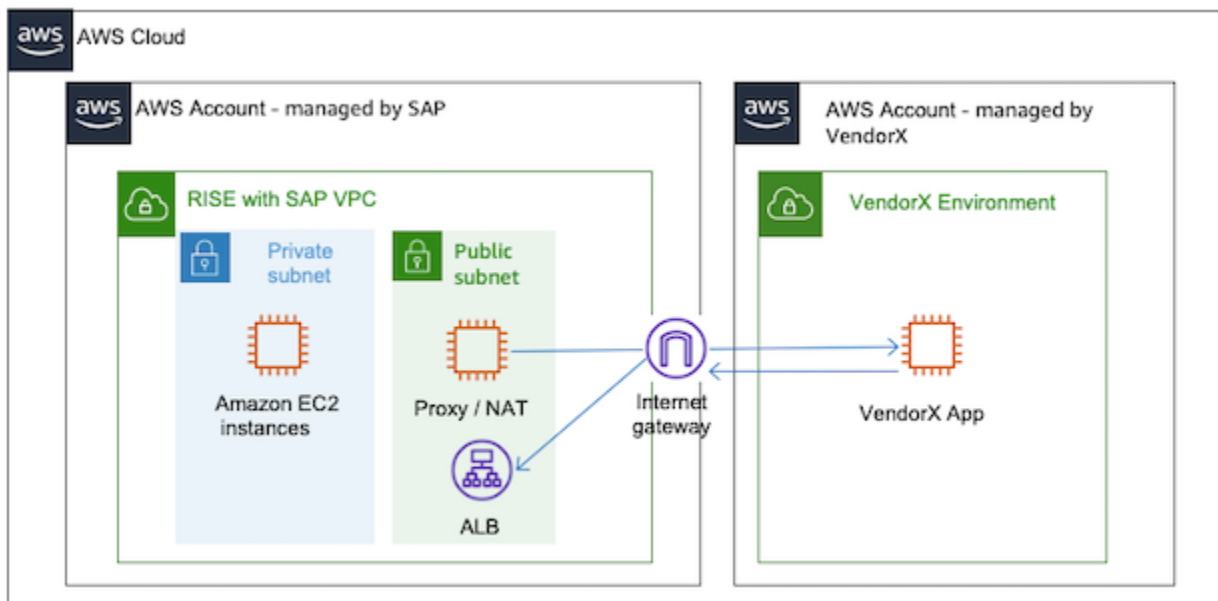 aws
AWS Cloud
aws
AWS Account - managed by SAP
aws
AWS Account - managed by
VendorX
RISE with SAP VPC
VendorX Environment
Private
subnet
Public
subnet
Amazon EC2
instances
Proxy / NAT
Internet
gateway
VendorX App
ALB